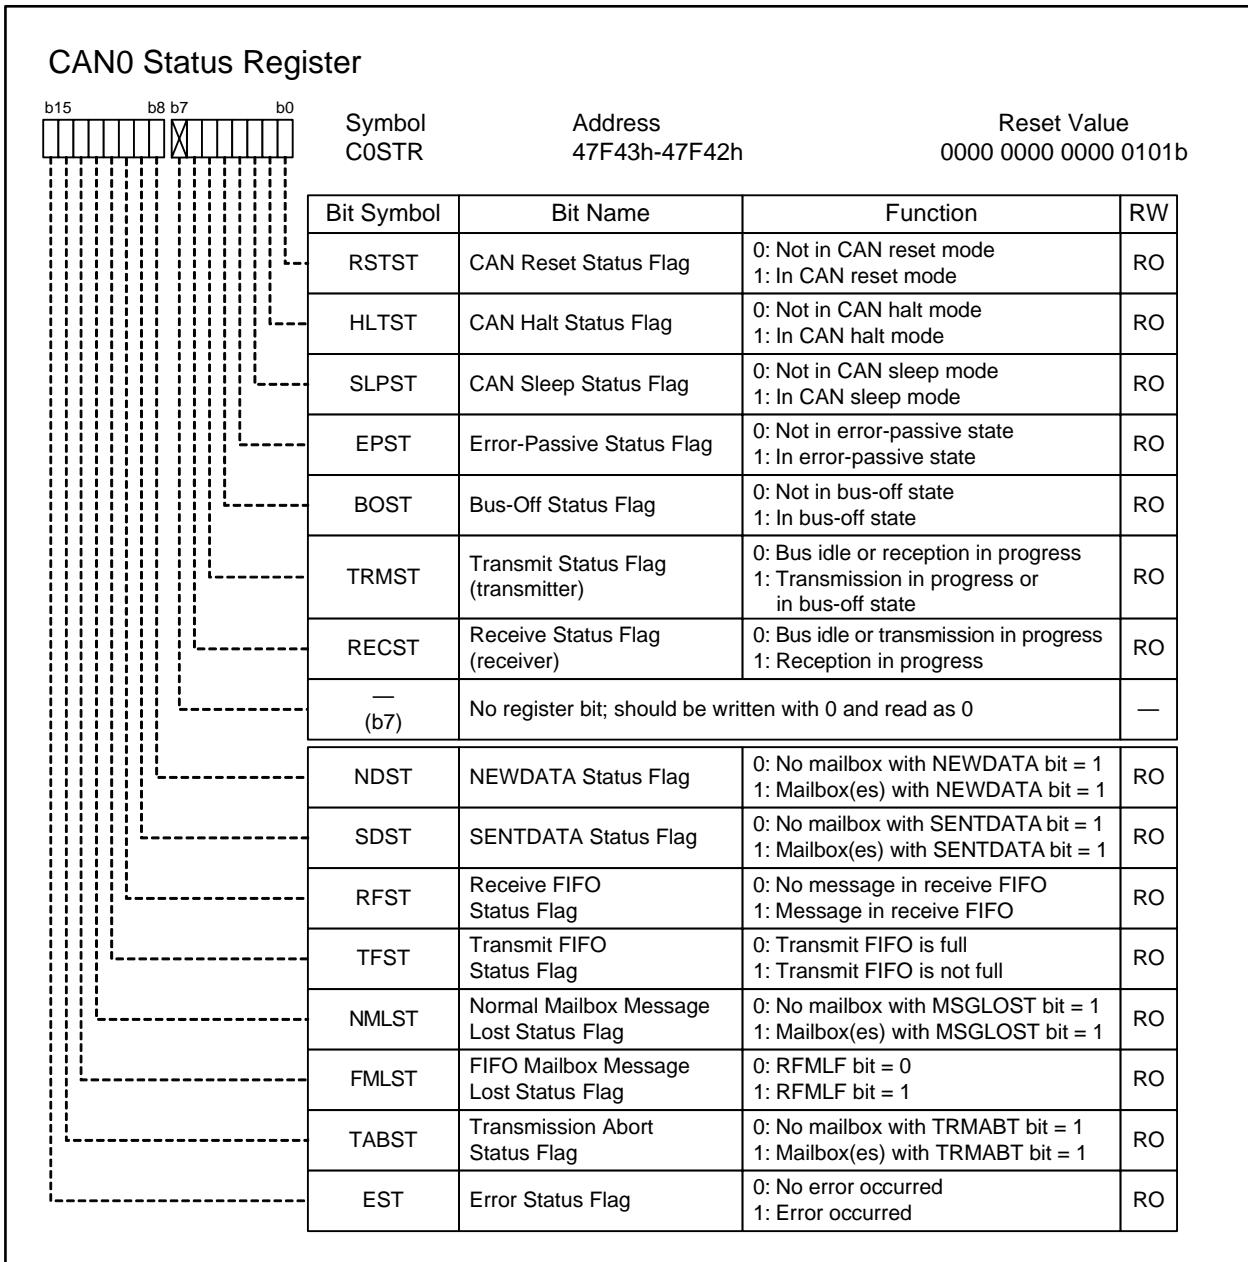 CAN0 Status Register
b15 b8 b7 b0
Symbol Address Reset Value
C0STR 47F43h-47F42h 0000 0000 0000 0101b
Bit Symbol Bit Name Function RW
RSTST CAN Reset Status Flag 0: Not in CAN reset mode
1: In CAN reset mode RO
HLTST CAN Halt Status Flag 0: Not in CAN halt mode
1: In CAN halt mode RO
SLPST CAN Sleep Status Flag 0: Not in CAN sleep mode
1: In CAN sleep mode RO
EPST Error-Passive Status Flag 0: Not in error-passive state
1: In error-passive state RO
BOST Bus-Off Status Flag 0: Not in bus-off state
1: In bus-off state RO
TRMST Transmit Status Flag
(transmitter) 0: Bus idle or reception in progress
1: Transmission in progress or
in bus-off state RO
RECST Receive Status Flag
(receiver) 0: Bus idle or transmission in progress
1: Reception in progress RO
—
(b7) No register bit; should be written with 0 and read as 0 —
NDST NEWDATA Status Flag 0: No mailbox with NEWDATA bit = 1
1: Mailbox(es) with NEWDATA bit = 1 RO
SDST SENTDATA Status Flag 0: No mailbox with SENTDATA bit = 1
1: Mailbox(es) with SENTDATA bit = 1 RO
RFST Receive FIFO
Status Flag 0: No message in receive FIFO
1: Message in receive FIFO RO
TFST Transmit FIFO
Status Flag 0: Transmit FIFO is full
1: Transmit FIFO is not full RO
NMLST Normal Mailbox Message
Lost Status Flag 0: No mailbox with MSGLOST bit = 1
1: Mailbox(es) with MSGLOST bit = 1 RO
FMLST FIFO Mailbox Message
Lost Status Flag 0: RFMLF bit = 0
1: RFMLF bit = 1 RO
TABST Transmission Abort
Status Flag 0: No mailbox with TRMABT bit = 1
1: Mailbox(es) with TRMABT bit = 1 RO
EST Error Status Flag 0: No error occurred
1: Error occurred RO